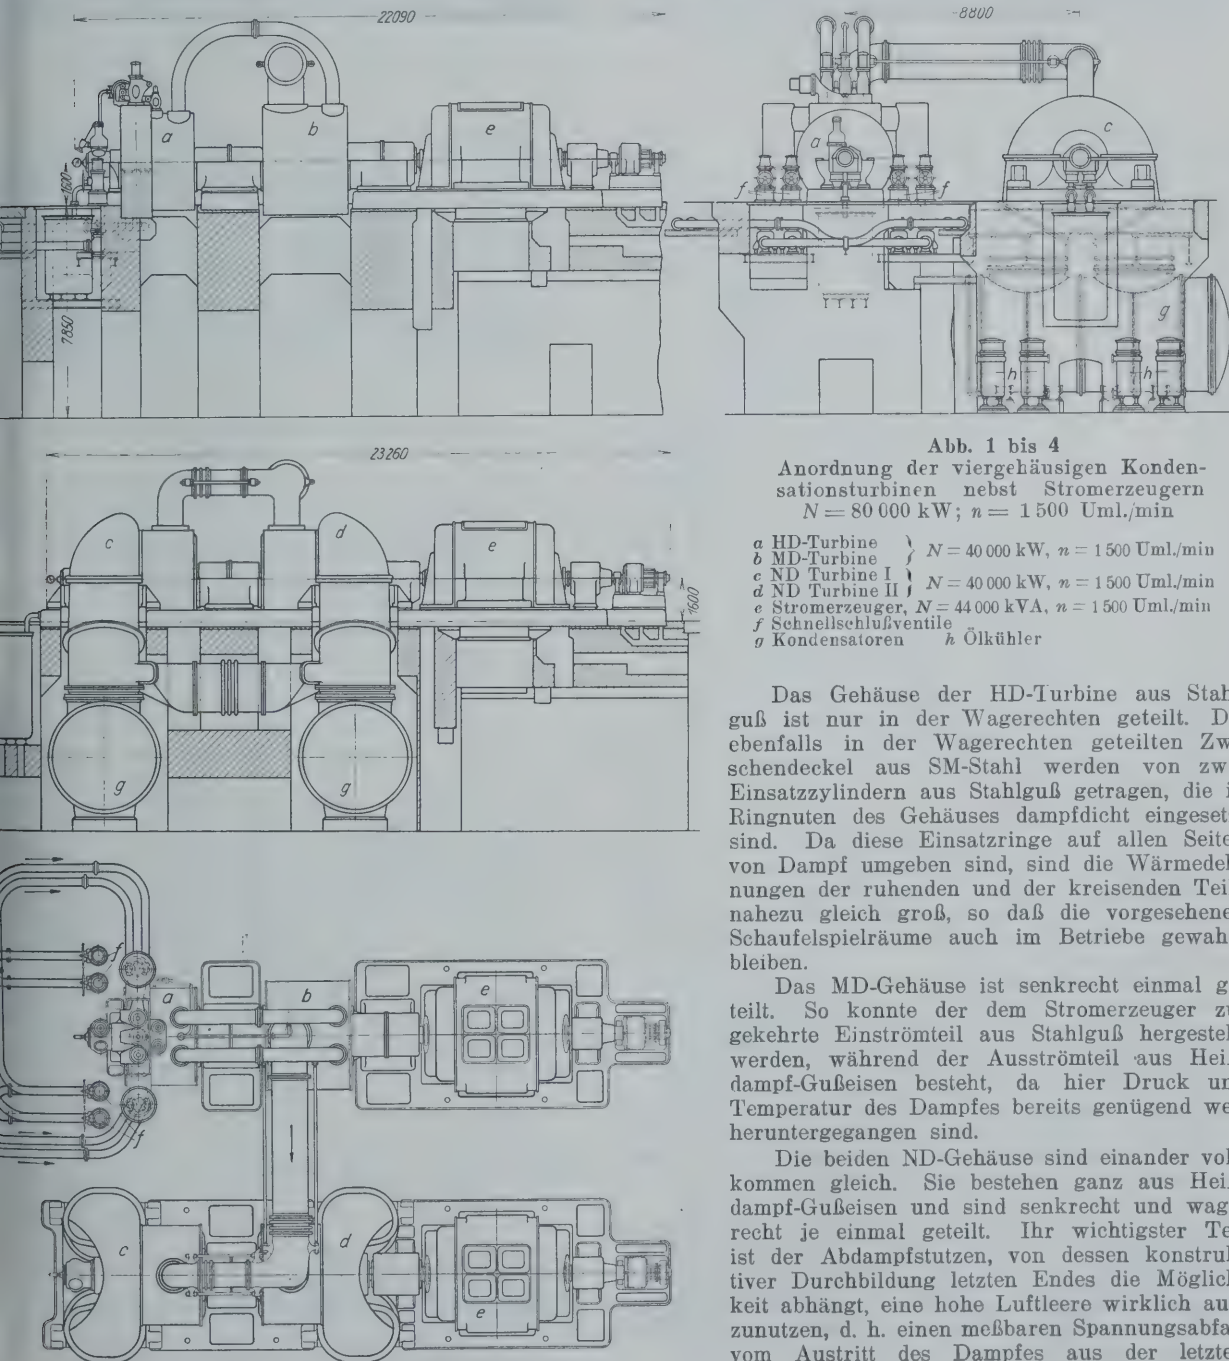 22090
8800
a
b
e
1600
7850
a
c
f
f
g
h
h
23260
c
d
e
1600
g
g
Abb. 1 bis 4
Anordnung der viergehäusigen Konden-
sationsturbinen nebst Stromerzeugern
N = 80 000 kW; n = 1 500 Uml./min
a HD-Turbine
b MD-Turbine } N = 40 000 kW, n = 1 500 Uml./min
c ND Turbine I
d ND Turbine II } N = 40 000 kW, n = 1 500 Uml./min
e Stromerzeuger, N = 44 000 kVA, n = 1 500 Uml./min
f Schnellschlußventile
g Kondensatoren h Ölkühler
f
a
b
e
f
c
d
e
Das Gehäuse der HD-Turbine aus Stah
guß ist nur in der Wagerechten geteilt. D
ebenfalls in der Wagerechten geteilten Zw
schendeckel aus SM-Stahl werden von zw
Einsatzzylindern aus Stahlguß getragen, die i
Ringnuten des Gehäuses dampfdicht eingeset
sind. Da diese Einsatzringe auf allen Seite
von Dampf umgeben sind, sind die Wärmedeh
nungen der ruhenden und der kreisenden Tei
nahezu gleich groß, so daß die vorgesehene
Schaufelspielräume auch im Betriebe gewah
bleiben.
Das MD-Gehäuse ist senkrecht einmal g
teilt. So konnte der dem Stromerzeuger z
gekehrte Einströmteil aus Stahlguß hergestel
werden, während der Ausströmteil aus Hei
dampf-Gußeisen besteht, da hier Druck un
Temperatur des Dampfes bereits genügend we
heruntergegangen sind.
Die beiden ND-Gehäuse sind einander vol
kommen gleich. Sie bestehen ganz aus Hei
dampf-Gußeisen und sind senkrecht und wag
recht je einmal geteilt. Ihr wichtigster Te
ist der Abdampfstutzen, von dessen konstruk
tiver Durchbildung letzten Endes die Möglich
keit abhängt, eine hohe Luftleere wirklich au
zunutzen, d. h. einen meßbaren Spannungsabfa
vom Austritt des Dampfes aus der letzte